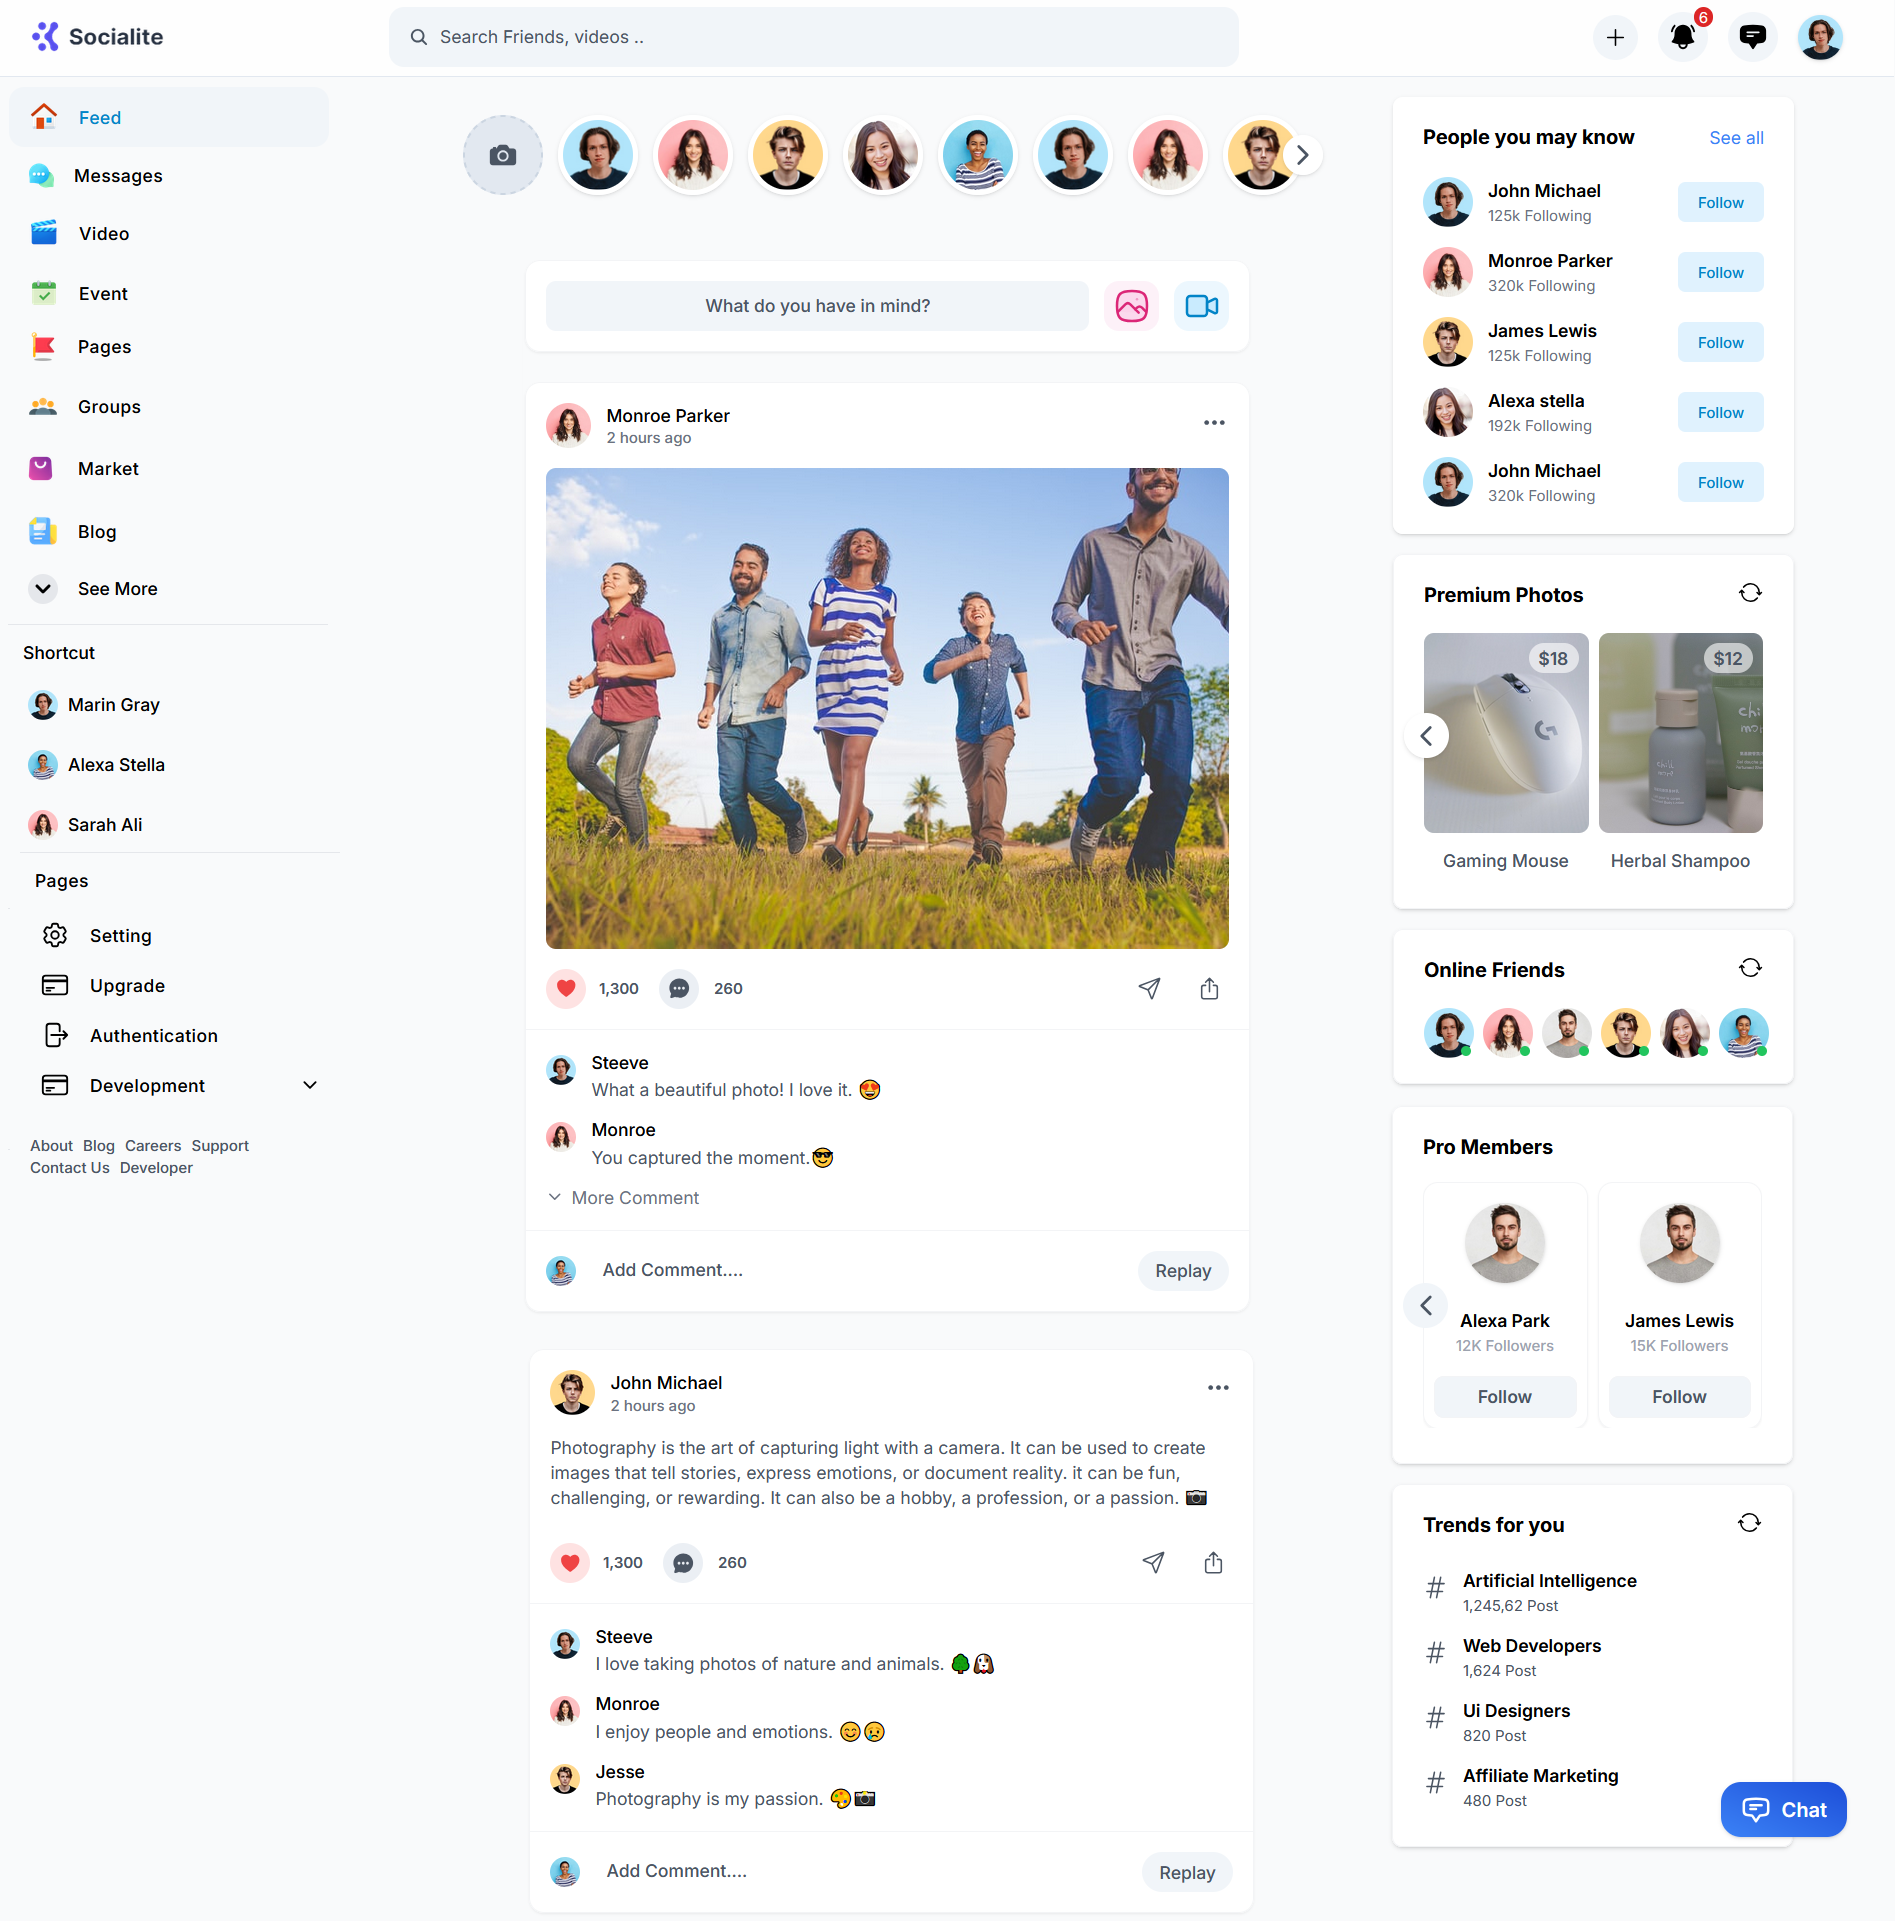 Socialite
Search Friends, videos ..
6
Feed
Messages
Video
Event
Pages
Groups
Market
Blog
See More
Shortcut
Marin Gray
Alexa Stella
Sarah Ali
Pages
Setting
Upgrade
Authentication
Development
About Blog Careers Support
Contact Us Developer
What do you have in mind?
Monroe Parker
2 hours ago
1,300
260
Steeve
What a beautiful photo! I love it. 😍
Monroe
You captured the moment.😎
More Comment
Add Comment....
Replay
John Michael
2 hours ago
Photography is the art of capturing light with a camera. It can be used to create
images that tell stories, express emotions, or document reality. it can be fun,
challenging, or rewarding. It can also be a hobby, a profession, or a passion. 📷
1,300
260
Steeve
I love taking photos of nature and animals. 🌳🐶
Monroe
I enjoy people and emotions. 😊😢
Jesse
Photography is my passion. 🎨📸
Add Comment....
Replay
People you may know
See all
John Michael
125k Following
Follow
Monroe Parker
320k Following
Follow
James Lewis
125k Following
Follow
Alexa stella
192k Following
Follow
John Michael
320k Following
Follow
Premium Photos
$18
$12
Gaming Mouse
Herbal Shampoo
Online Friends
Pro Members
Alexa Park
12K Followers
Follow
James Lewis
15K Followers
Follow
Trends for you
Artificial Intelligence
1,245,62 Post
Web Developers
1,624 Post
Ui Designers
820 Post
Affiliate Marketing
480 Post
Chat